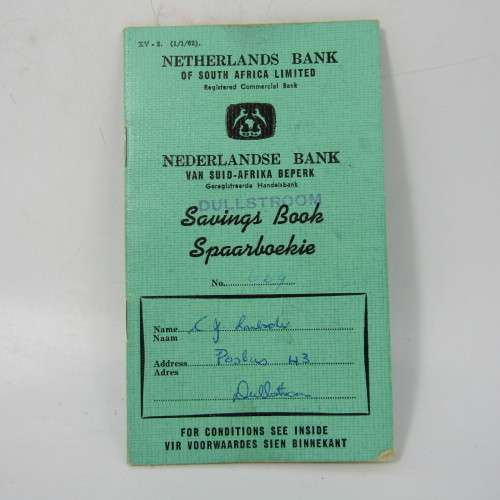 XV - 2. (1/3/62).
NETHERLANDS BANK
OF SOUTH AFRICA LIMITED
Registered Commercial Bank
NEDERLANDSE BANK
VAN SUID-AFRIKA BEPERK
Geregistreerde Handelsbank
DULLSTROOM
Savings Book
Spaarboekie
No.
Name
Naam
Address Posbus 43
Adres
Dullstroom
FOR CONDITIONS SEE INSIDE
VIR VOORWAARDES SIEN BINNEKANT